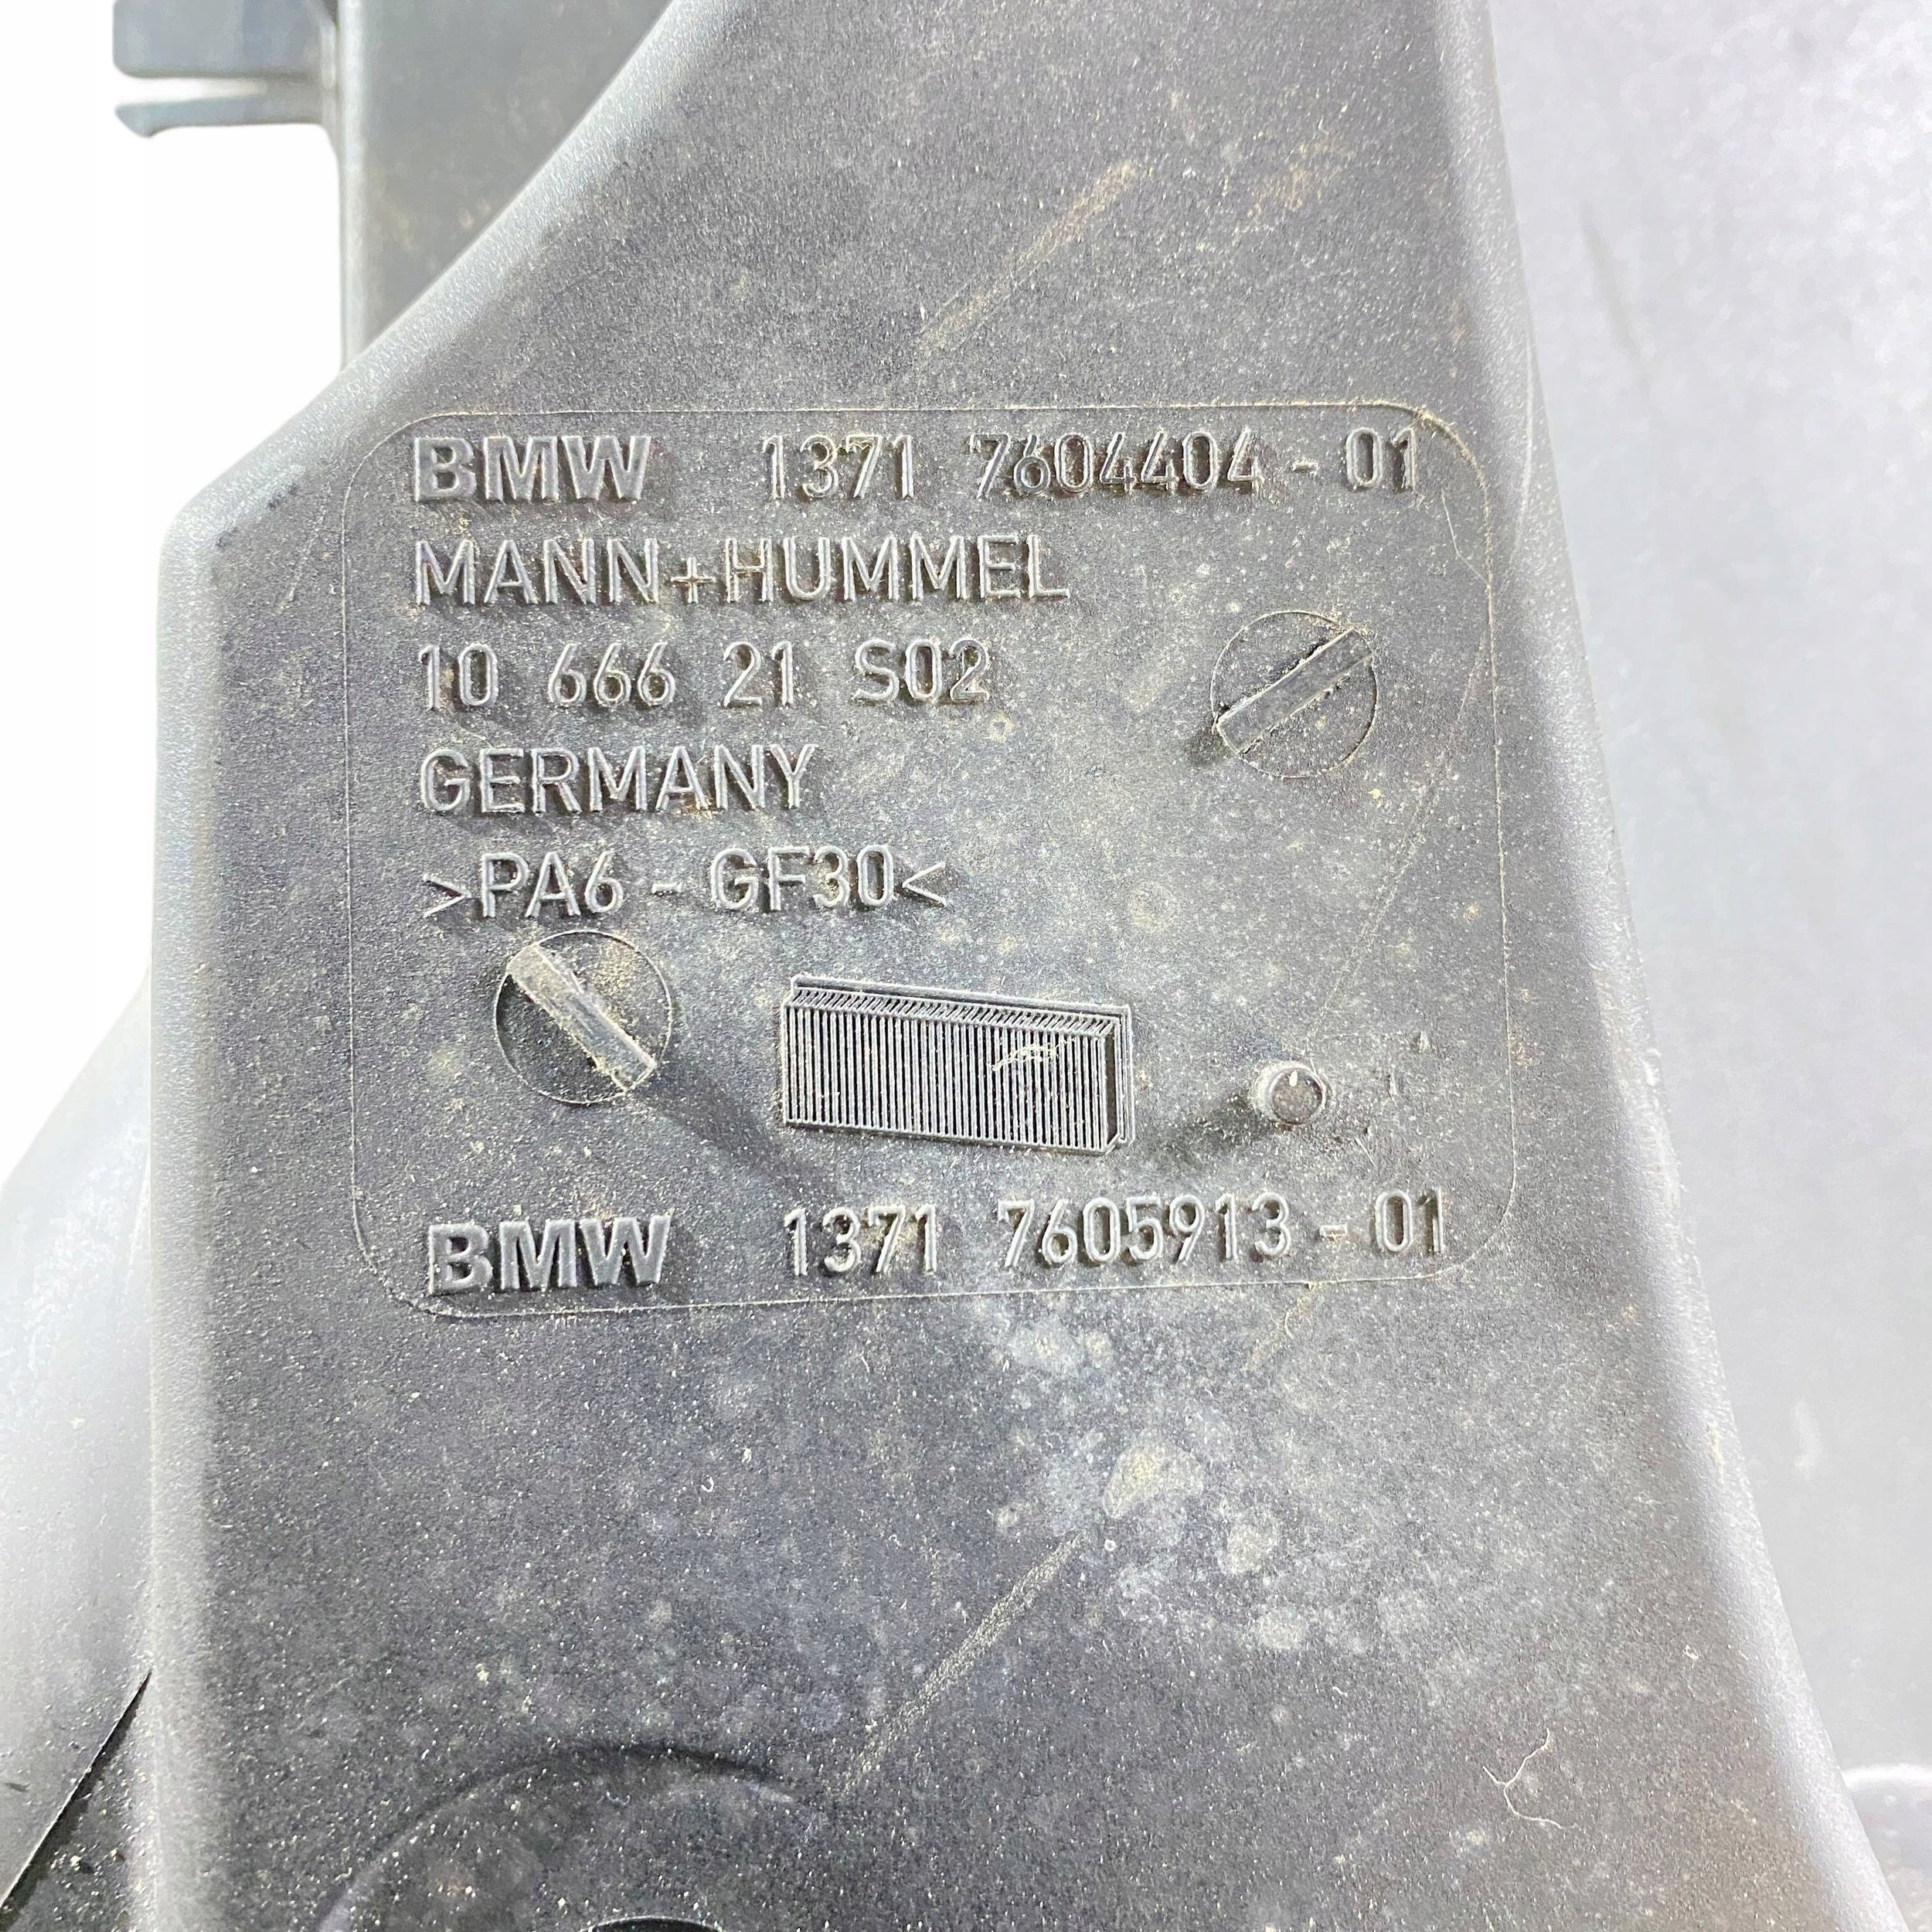 BMW 1371 7604404-01
MANN+HUMMEL
10 666 21 S02
GERMANY
>PA6-GF30<
BMW 1371 7605913-01